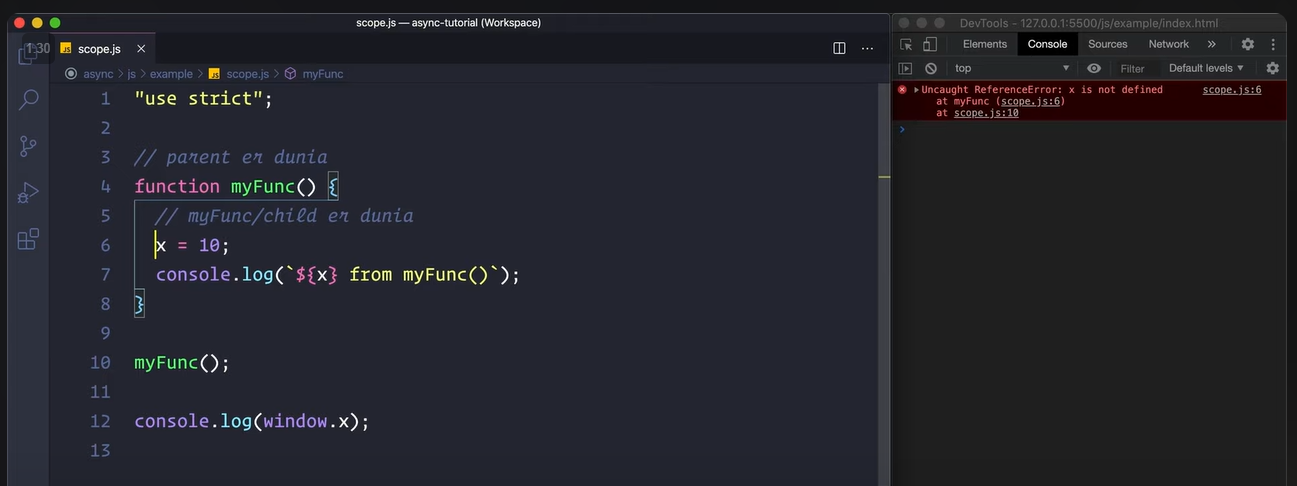 scope.js — async-tutorial (Workspace)
1:30
JS scope.js ×
async > js > example > JS scope.js > myFunc
1 "use strict";
2
3 // parent er dunia
4 function myFunc() {
5 // myFunc/child er dunia
6 x = 10;
7 console.log(`${x} from myFunc()`);
8 }
9
10 myFunc();
11
12 console.log(window.x);
13
DevTools - 127.0.0.1:5500/js/example/index.html
Elements Console Sources Network »
top Filter Default levels
Uncaught ReferenceError: x is not defined scope.js:6
at myFunc (scope.js:6)
at scope.js:10